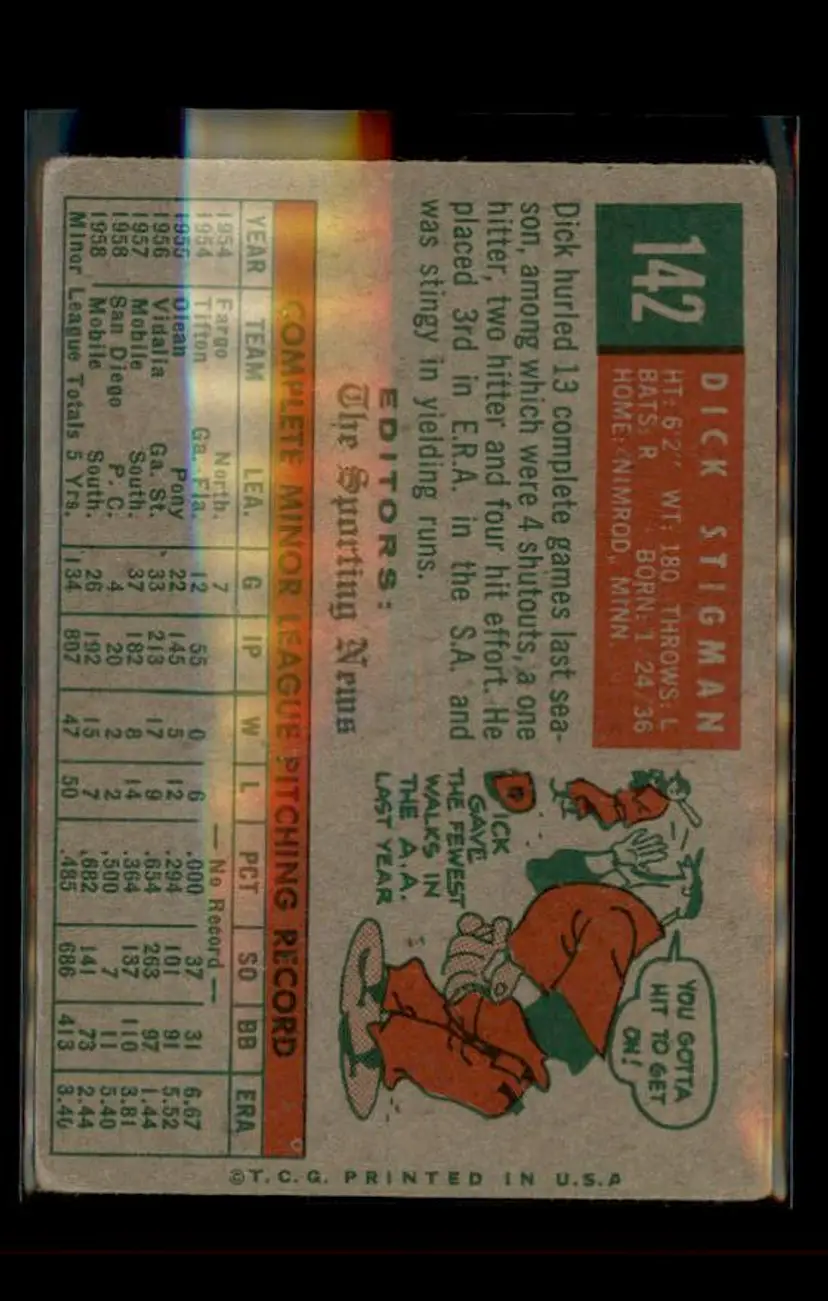 142
DICK STIGMAN
HT: 6'2" WT: 180 THROWS: L
BATS: R BORN: 1/24/36
HOME: NIMROD, MINN.
Dick hurled 13 complete games last sea-
son, among which were 4 shutouts, a one
hitter, two hitter and four hit effort. He
placed 3rd in E.R.A. in the S.A. and
was stingy in yielding runs.
EDITORS:
The Sporting News
DICK
GAVE
THE FEWEST
WALKS IN
THE A.A.
LAST YEAR
YOU GOTTA
HIT TO GET
ON!
COMPLETE MINOR LEAGUE PITCHING RECORD
YEAR TEAM LEA. G IP W L PCT SO BB ERA
1954 Fargo North. 7 — No Record —
1954 Tifton Ga. Fla. 12 55 0 6 .000 37 31 6.67
1955 Olean Pony 22 145 5 12 .294 101 91 5.52
1956 Vidalia Ga. St. 33 213 17 9 .654 263 97 1.44
1957 Mobile South. 37 182 8 14 .364 137 110 3.81
1958 San Diego P. C. 4 20 2 2 .500 7 11 5.40
1958 Mobile South. 26 192 15 7 .682 141 73 2.44
Minor League Totals 5 Yrs. 134 807 47 50 .485 686 413 3.40
©T.C.G. PRINTED IN U.S.A